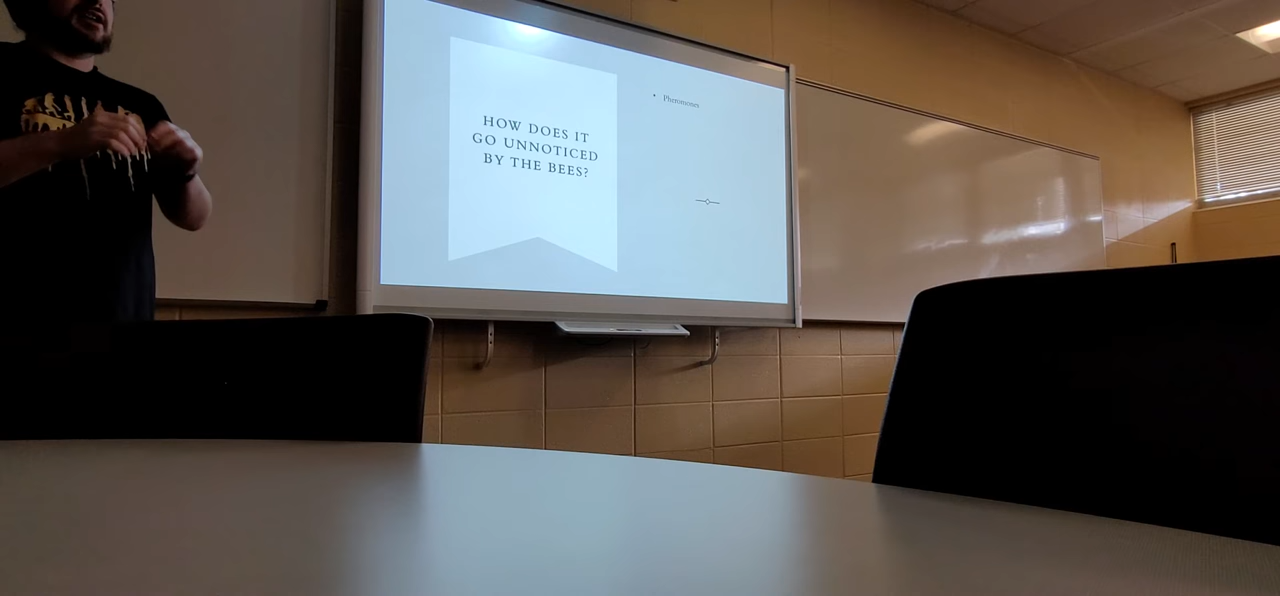 HOW DOES IT
GO UNNOTICED
BY THE BEES?
• Pheromones